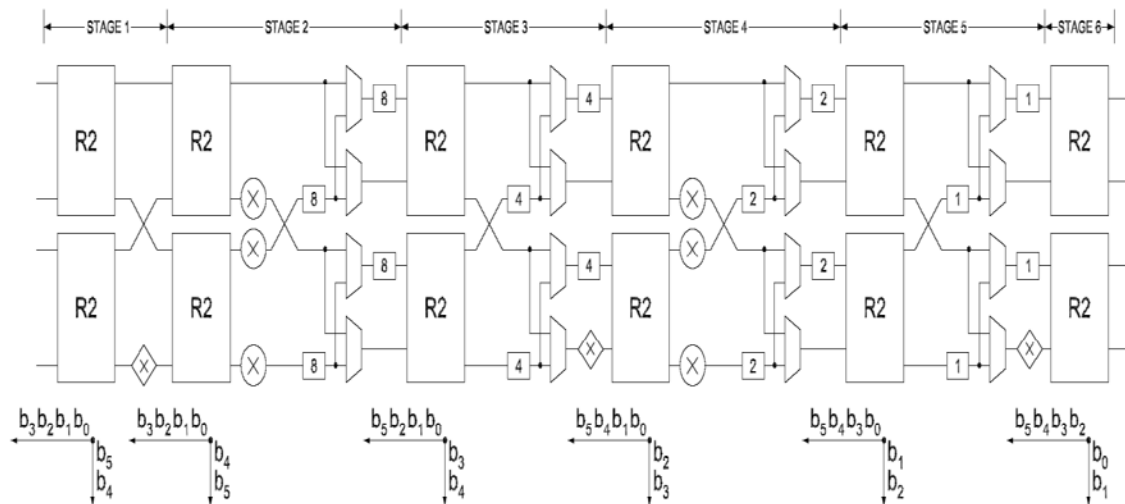 STAGE 1 STAGE 2 STAGE 3 STAGE 4 STAGE 5 STAGE 6
R2 R2 R2 R2 R2 R2
8 4 2 1
8 4 2 1
R2 R2 R2 R2 R2 R2
8 4 2 1
8 4 2 1
b₃b₂b₁b₀ b₃b₂b₁b₀ b₅b₂b₁b₀ b₅b₄b₁b₀ b₅b₄b₃b₀ b₅b₄b₃b₂
b₅ b₄ b₃ b₂ b₁ b₀
b₄ b₅ b₄ b₃ b₂ b₁